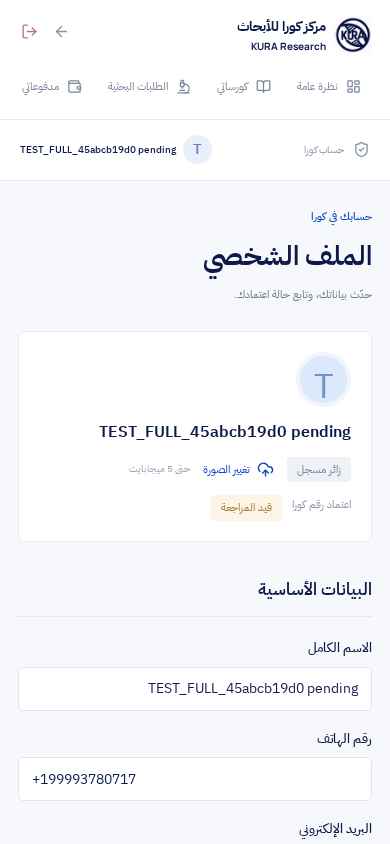 مركز كورا للأبحاث
KURA Research
نظرة عامة
كورساتي
الطلبات البحثية
مدفوعاتي
حساب كورا
T
TEST_FULL_45abcb19d0 pending
حسابك في كورا
الملف الشخصي
حدّث بياناتك، وتابع حالة اعتمادك.
T
TEST_FULL_45abcb19d0 pending
زائر مسجل
تغيير الصورة
حتى 5 ميجابايت
اعتماد رقم كورا
قيد المراجعة
البيانات الأساسية
الاسم الكامل
TEST_FULL_45abcb19d0 pending
رقم الهاتف
+199993780717
البريد الإلكتروني